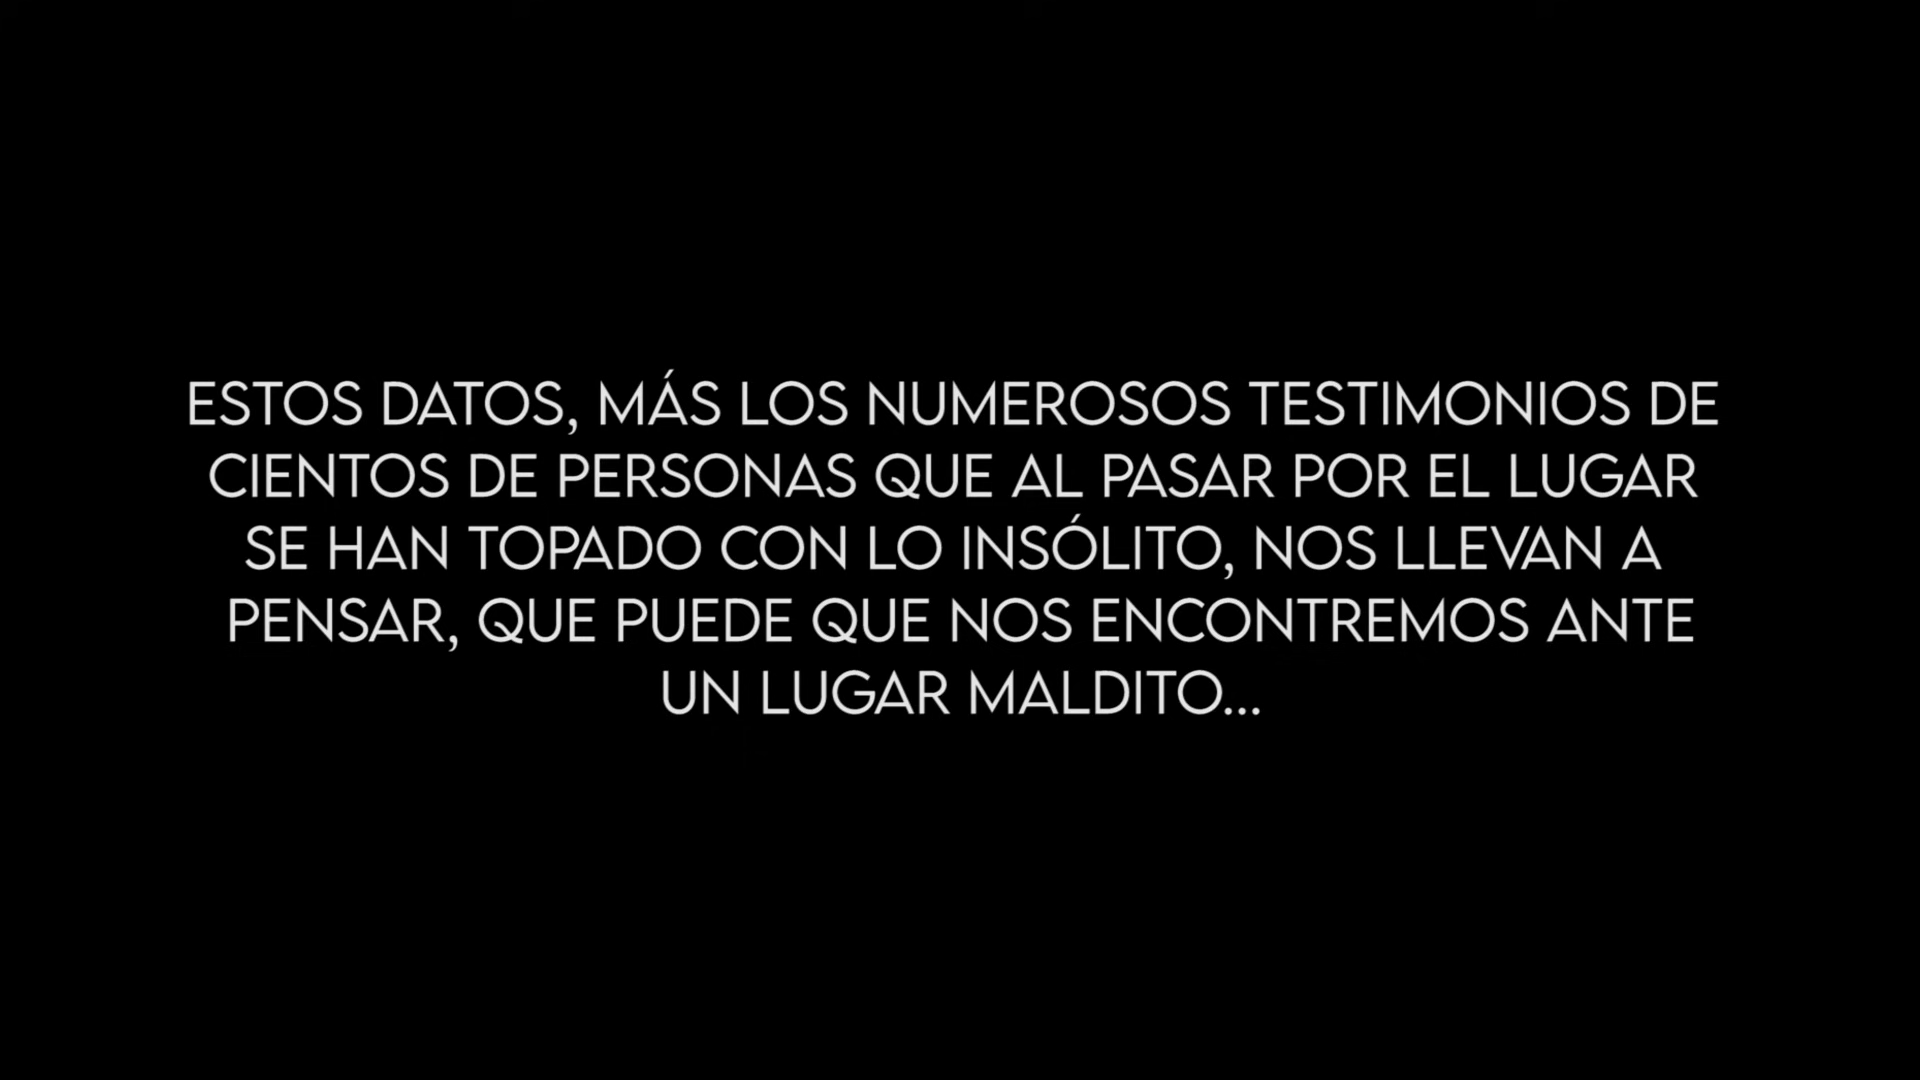 ESTOS DATOS, MÁS LOS NUMEROSOS TESTIMONIOS DE
CIENTOS DE PERSONAS QUE AL PASAR POR EL LUGAR
SE HAN TOPADO CON LO INSÓLITO, NOS LLEVAN A
PENSAR, QUE PUEDE QUE NOS ENCONTREMOS ANTE
UN LUGAR MALDITO...